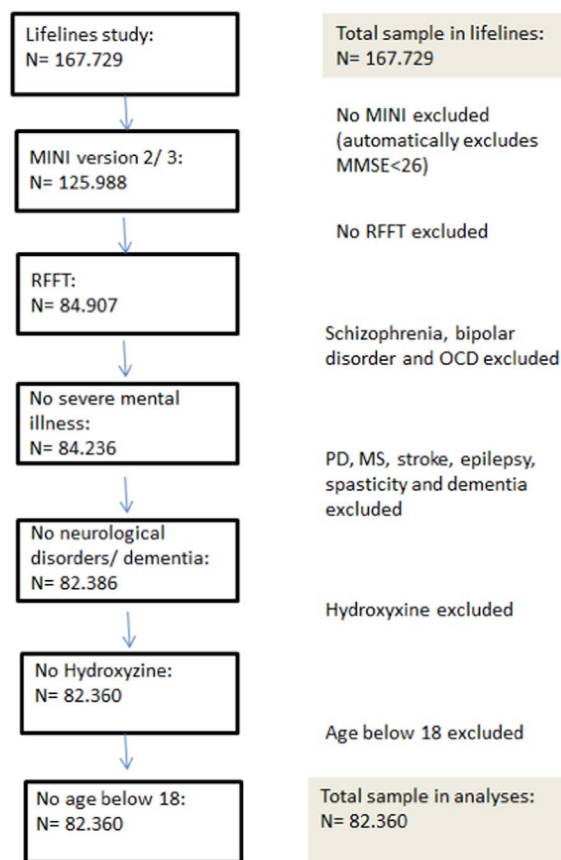 Lifelines study:
N= 167.729
Total sample in lifelines:
N= 167.729
No MINI excluded
(automatically excludes
MMSE<26)
MINI version 2/ 3:
N= 125.988
No RFFT excluded
RFFT:
N= 84.907
Schizophrenia, bipolar
disorder and OCD excluded
No severe mental
illness:
N= 84.236
PD, MS, stroke, epilepsy,
spasticity and dementia
excluded
No neurological
disorders/ dementia:
N= 82.386
Hydroxyxine excluded
No Hydroxyzine:
N= 82.360
Age below 18 excluded
No age below 18:
N= 82.360
Total sample in analyses:
N= 82.360